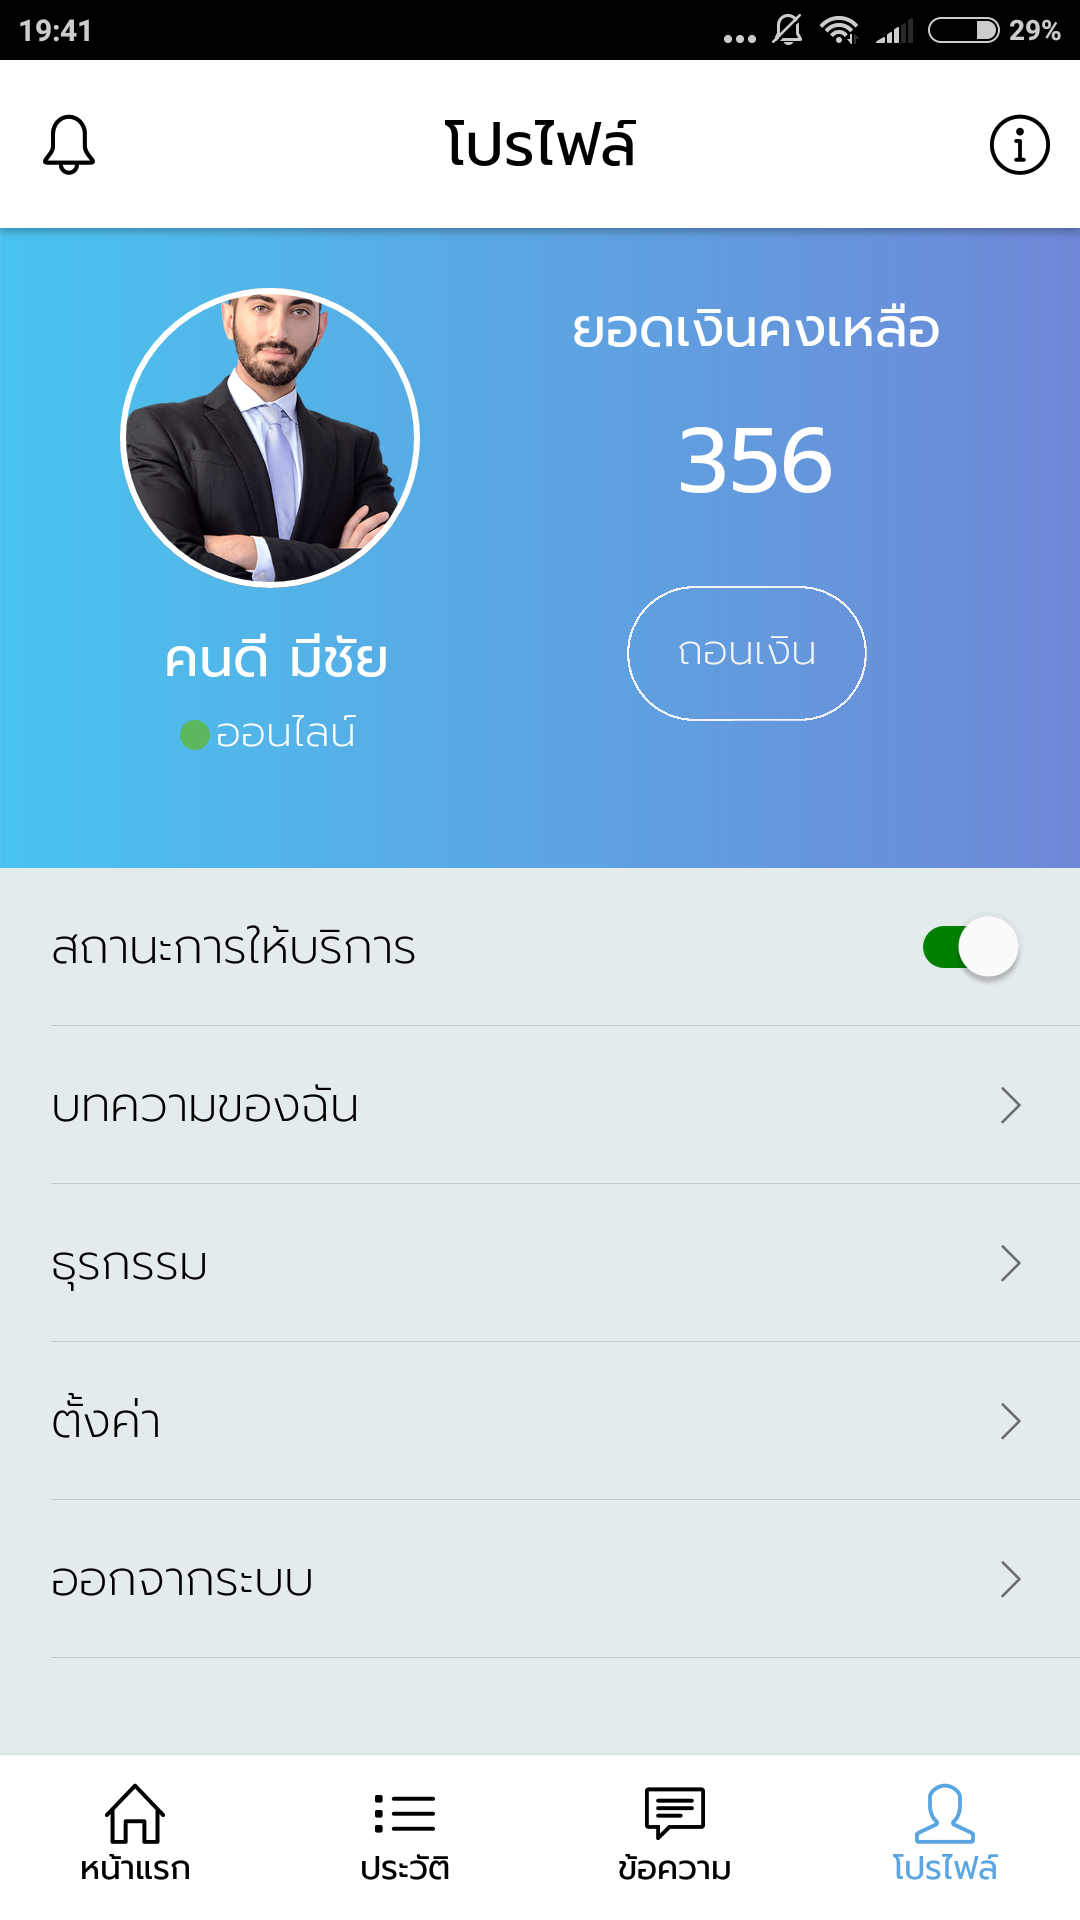 19:41
29%
โปรไฟล์
ยอดเงินคงเหลือ
356
ถอนเงิน
คนดี มีชัย
ออนไลน์
สถานะการให้บริการ
บทความของฉัน
ธุรกรรม
ตั้งค่า
ออกจากระบบ
หน้าแรก
ประวัติ
ข้อความ
โปรไฟล์